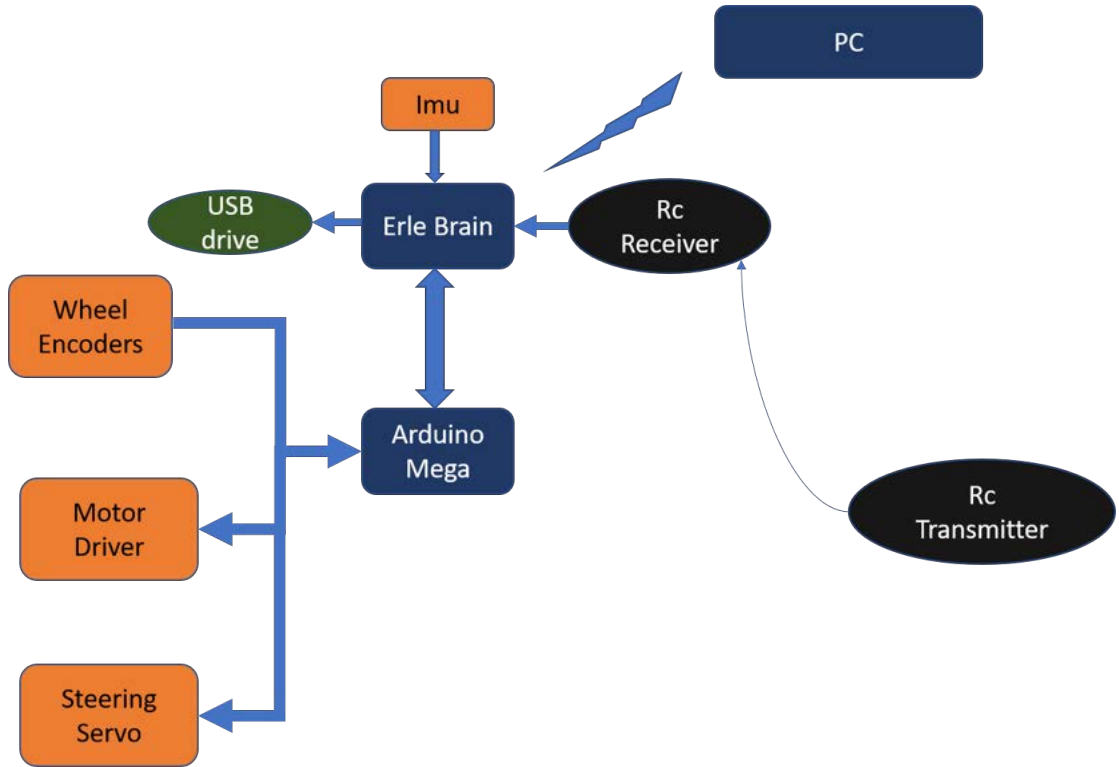 PC
Imu
USB
drive
Erle Brain
Rc
Receiver
Wheel
Encoders
Arduino
Mega
Motor
Driver
Rc
Transmitter
Steering
Servo